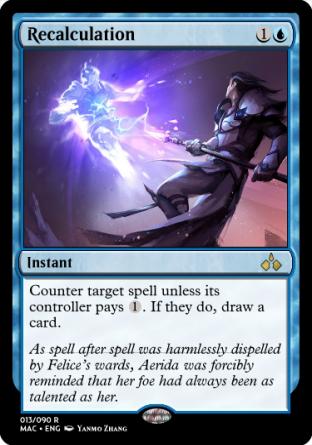 Recalculation 1
Instant
Counter target spell unless its
controller pays 1. If they do, draw a
card.
As spell after spell was harmlessly dispelled
by Felice's wards, Aerida was forcibly
reminded that her foe had always been as
talented as her.
013/090 R
MAC • ENG Yanmo Zhang